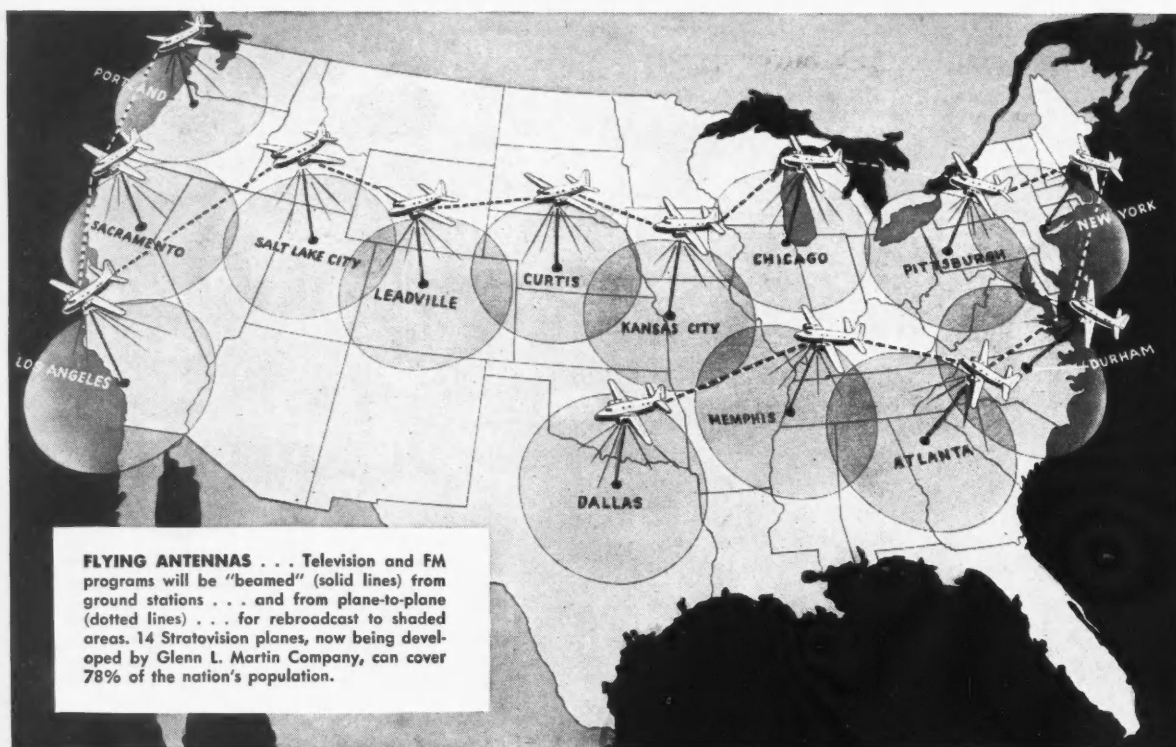 PORTLAND
SACRAMENTO
SALT LAKE CITY
LEADVILLE
CURTIS
KANSAS CITY
CHICAGO
PITTSBURGH
NEW YORK
LOS ANGELES
DALLAS
MEMPHIS
ATLANTA
DURHAM
FLYING ANTENNAS . . . Television and FM
programs will be "beamed" (solid lines) from
ground stations . . . and from plane-to-plane
(dotted lines) . . . for rebroadcast to shaded
areas. 14 Stratovision planes, now being devel-
oped by Glenn L. Martin Company, can cover
78% of the nation's population.